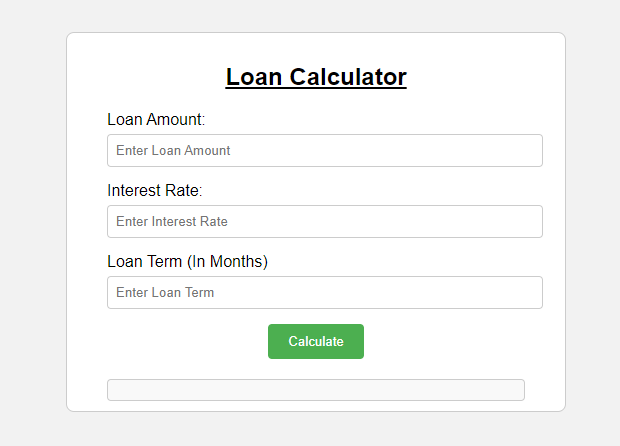 Loan Calculator
Loan Amount:
Enter Loan Amount
Interest Rate:
Enter Interest Rate
Loan Term (In Months)
Enter Loan Term
Calculate